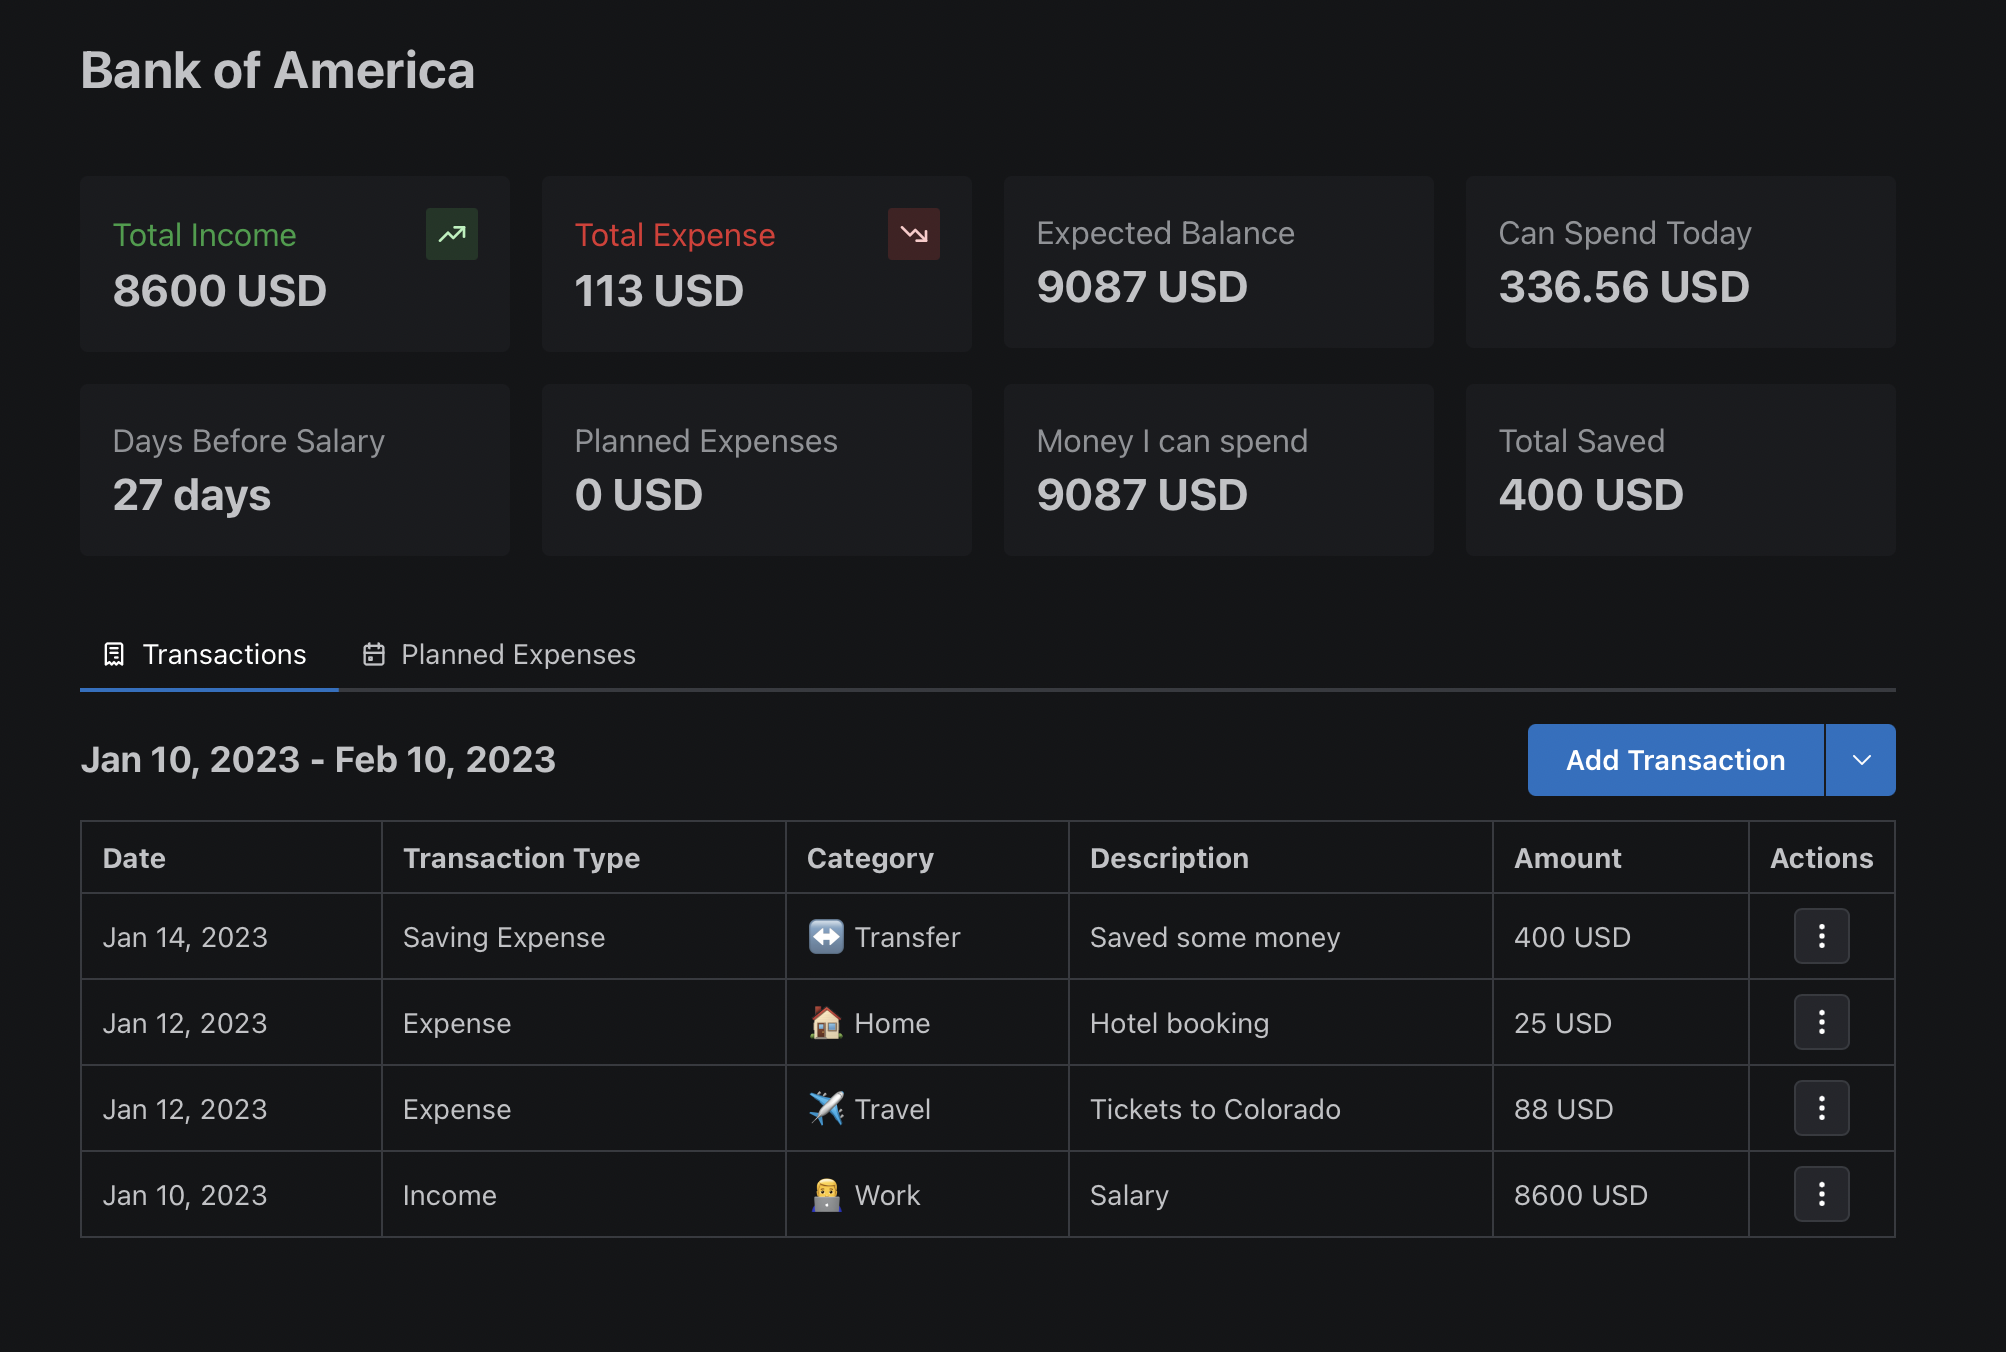 Bank of America
Total Income
8600 USD
Total Expense
113 USD
Expected Balance
9087 USD
Can Spend Today
336.56 USD
Days Before Salary
27 days
Planned Expenses
0 USD
Money I can spend
9087 USD
Total Saved
400 USD
Transactions Planned Expenses
Jan 10, 2023 - Feb 10, 2023
Add Transaction
Date Transaction Type Category Description Amount Actions
Jan 14, 2023 Saving Expense Transfer Saved some money 400 USD
Jan 12, 2023 Expense Home Hotel booking 25 USD
Jan 12, 2023 Expense Travel Tickets to Colorado 88 USD
Jan 10, 2023 Income Work Salary 8600 USD